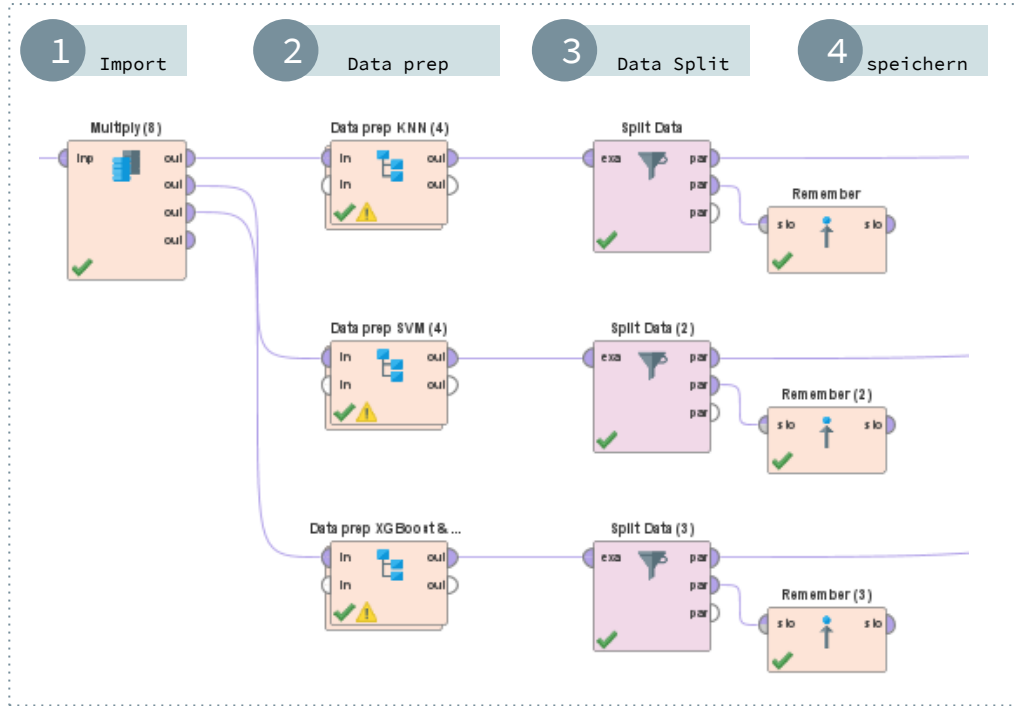 1 Import
2 Data prep
3 Data Split
4 speichern
Multiply (8)
inp out
out
out
out
Data prep KNN (4)
in out
in out
Split Data
exa par
par
par
Remember
sto sto
Data prep SVM (4)
in out
in out
Split Data (2)
exa par
par
par
Remember (2)
sto sto
Data prep XGBoost & ...
in out
in out
Split Data (3)
exa par
par
par
Remember (3)
sto sto